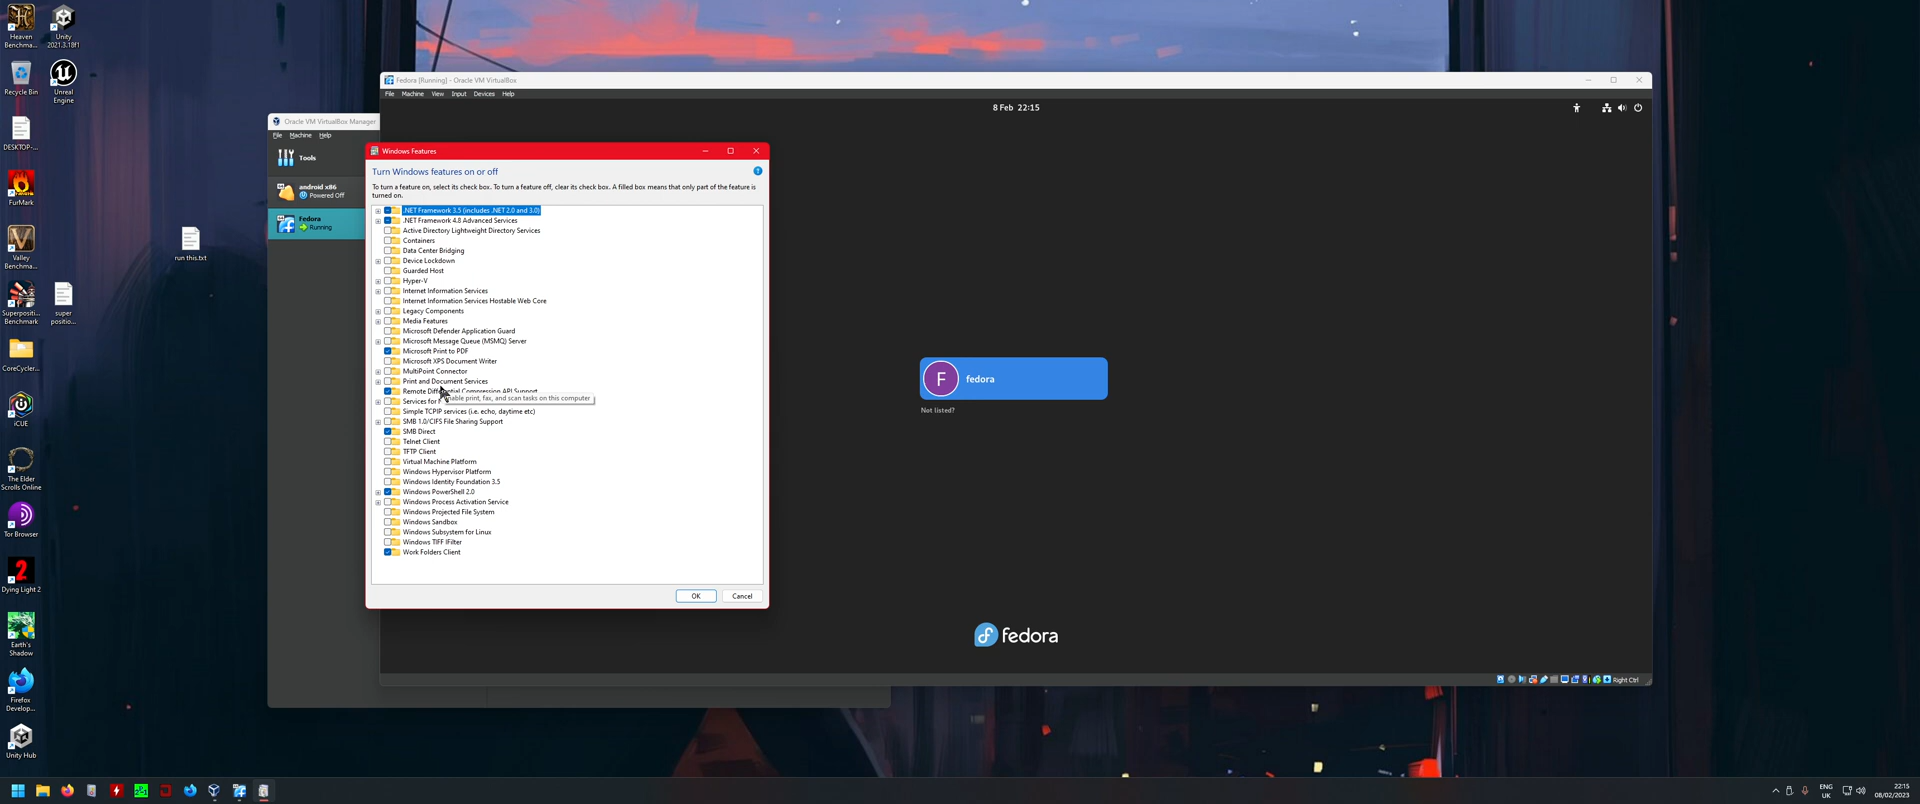 Heaven
Benchma...
Unity
2021.3.18f1
Recycle Bin
Unreal
Engine
DESKTOP-...
FurMark
Valley
Benchma...
run this.txt
Superpositi...
Benchmark
super
positio...
CoreCycler...
iCUE
The Elder
Scrolls Online
Tor Browser
2
Dying Light 2
Earth's
Shadow
Firefox
Develop...
Unity Hub
Oracle VM VirtualBox Manager
File Machine Help
Tools
android x86
Powered Off
Fedora
Running
Fedora [Running] - Oracle VM VirtualBox
File Machine View Input Devices Help
8 Feb 22:15
F
fedora
Not listed?
fedora
Right Ctrl
Windows Features
Turn Windows features on or off
To turn a feature on, select its check box. To turn a feature off, clear its check box. A filled box means that only part of the feature is
turned on.
.NET Framework 3.5 (includes .NET 2.0 and 3.0)
.NET Framework 4.8 Advanced Services
Active Directory Lightweight Directory Services
Containers
Data Center Bridging
Device Lockdown
Guarded Host
Hyper-V
Internet Information Services
Internet Information Services Hostable Web Core
Legacy Components
Media Features
Microsoft Defender Application Guard
Microsoft Message Queue (MSMQ) Server
Microsoft Print to PDF
Microsoft XPS Document Writer
MultiPoint Connector
Print and Document Services
Remote Differential Compression API Support
Services for
print, fax, and scan tasks on this computer
Simple TCPIP services (i.e. echo, daytime etc)
SMB 1.0/CIFS File Sharing Support
SMB Direct
Telnet Client
TFTP Client
Virtual Machine Platform
Windows Hypervisor Platform
Windows Identity Foundation 3.5
Windows PowerShell 2.0
Windows Process Activation Service
Windows Projected File System
Windows Sandbox
Windows Subsystem for Linux
Windows TIFF IFilter
Work Folders Client
OK Cancel
ENG
UK
22:15
08/02/2023